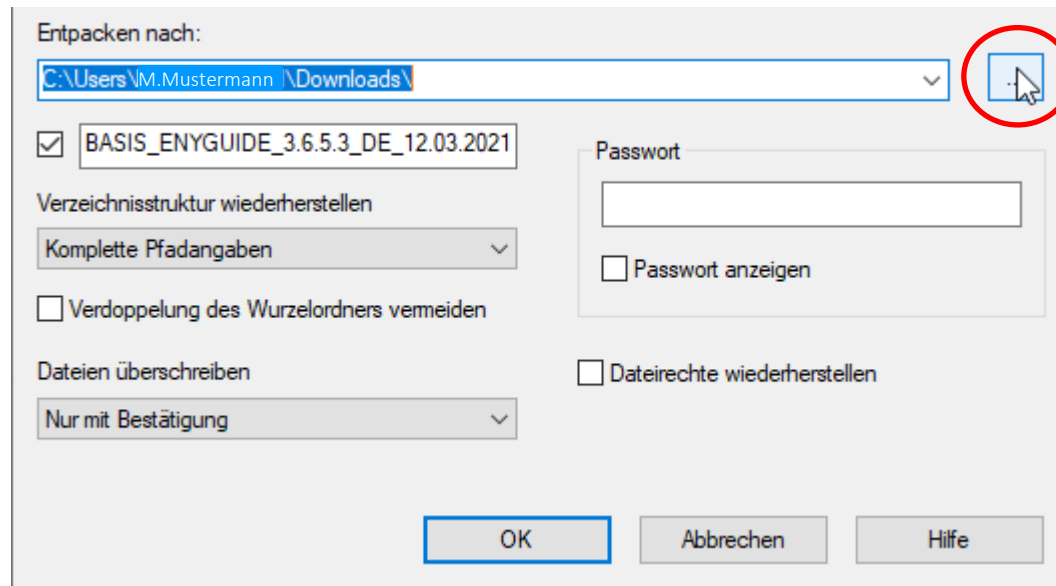 Entpacken nach:
C:\Users\M.Mustermann \Downloads\
...
BASIS_ENYGUIDE_3.6.5.3_DE_12.03.2021
Passwort
Verzeichnisstruktur wiederherstellen
Komplette Pfadangaben
Passwort anzeigen
Verdoppelung des Wurzelordners vermeiden
Dateien überschreiben
Dateirechte wiederherstellen
Nur mit Bestätigung
OK
Abbrechen
Hilfe